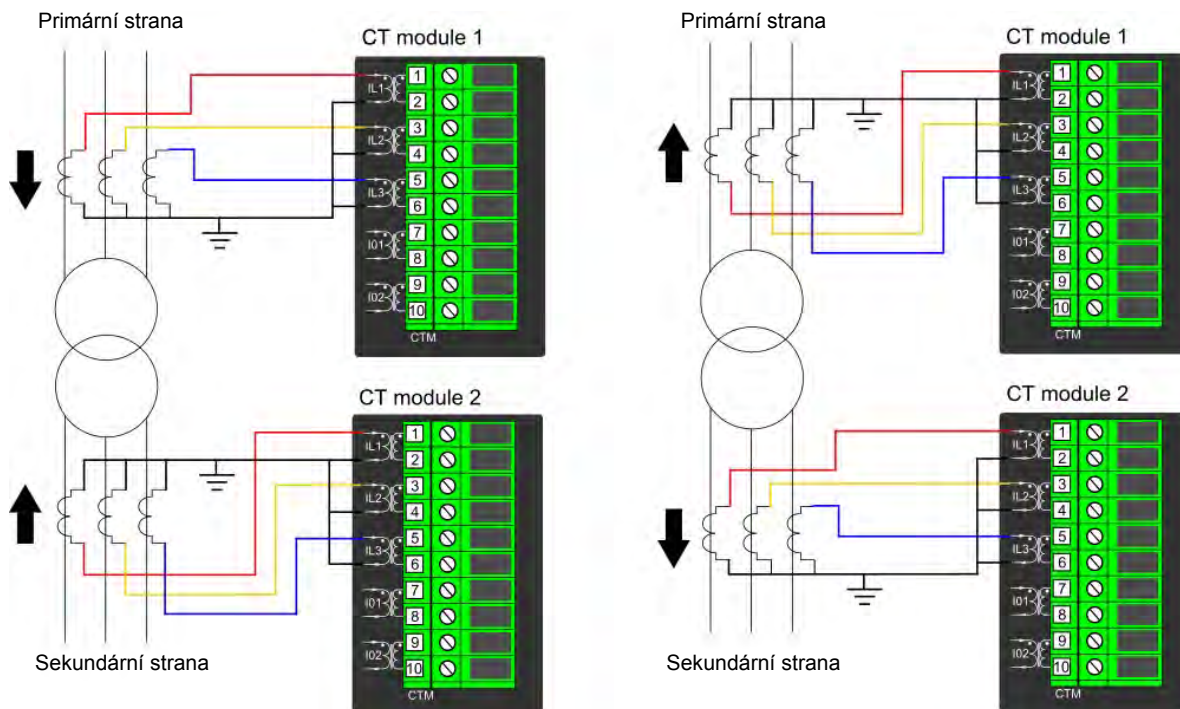 Primární strana
CT module 1
IL1
1
2
IL2
3
4
IL3
5
6
I01
7
8
I02
9
10
CTM
CT module 2
IL1
1
2
IL2
3
4
IL3
5
6
I01
7
8
I02
9
10
CTM
Sekundární strana
Primární strana
CT module 1
IL1
1
2
IL2
3
4
IL3
5
6
I01
7
8
I02
9
10
CTM
CT module 2
IL1
1
2
IL2
3
4
IL3
5
6
I01
7
8
I02
9
10
CTM
Sekundární strana